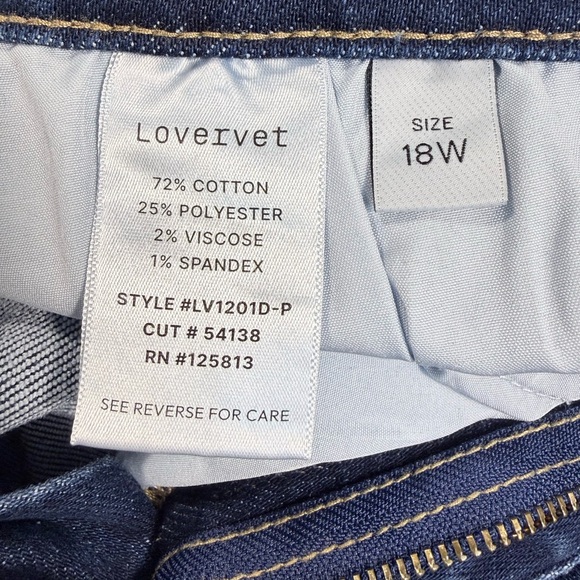 Lovervet
72% COTTON
25% POLYESTER
2% VISCOSE
1% SPANDEX
STYLE #LV1201D-P
CUT # 54138
RN #125813
SEE REVERSE FOR CARE
SIZE
18W